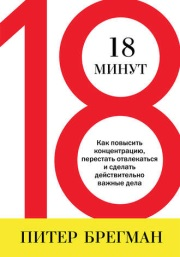 18
18
МИНУТ
Как повысить
концентрацию,
перестать отвлекаться
и сделать
действительно
важные дела
ПИТЕР БРЕГМАН